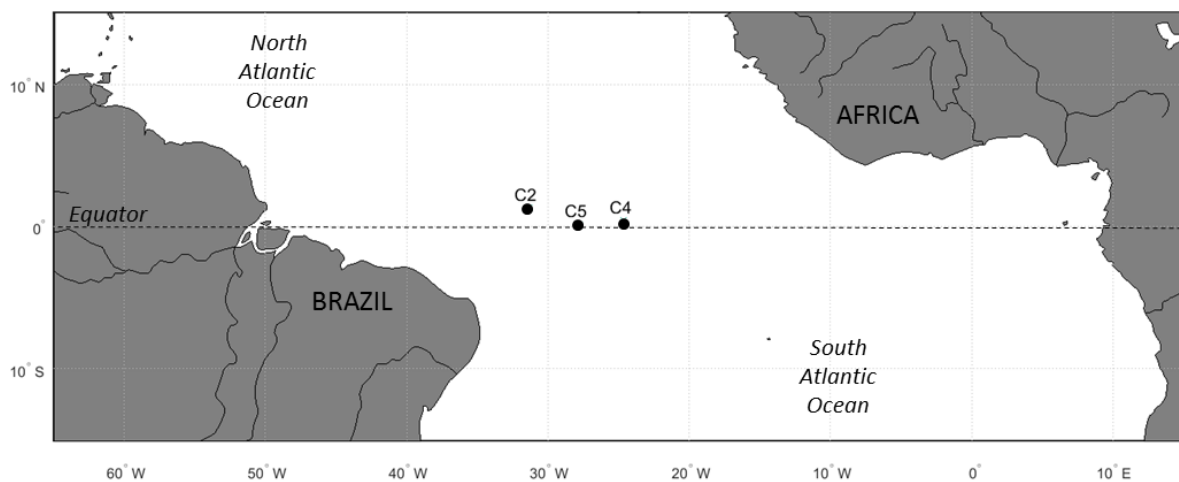 North
Atlantic
Ocean
10° N
AFRICA
C2
C5
C4
Equator
0°
BRAZIL
South
Atlantic
Ocean
10° S
60° W
50° W
40° W
30° W
20° W
10° W
0°
10° E